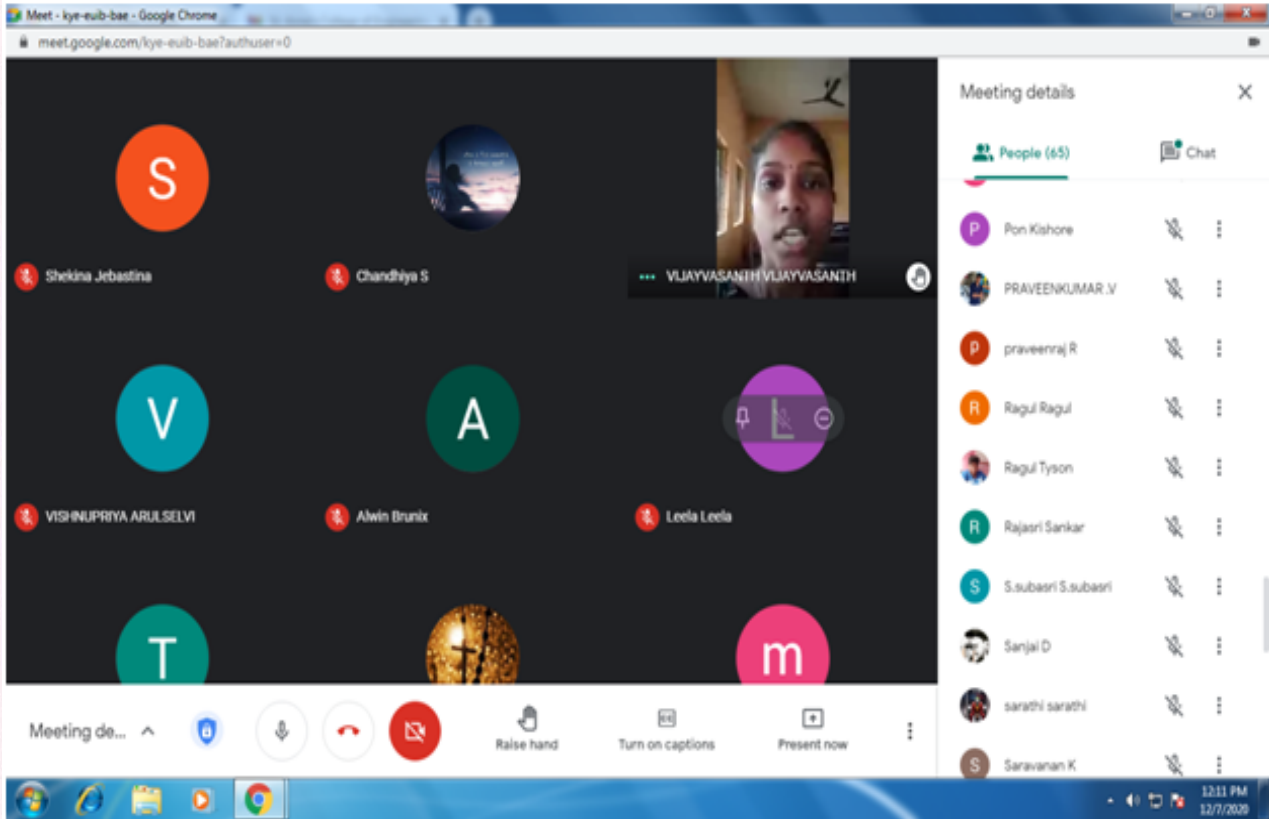 Meet - kye-euib-bae - Google Chrome
meet.google.com/kye-euib-bae?authuser=0
Meeting details
People (65)
Chat
S
Shekina Jebastina
Chandhiya S
VIJAYVASANTH VIJAYVASANTH
V
VISHNUPRIYA ARULSELVI
A
Alwin Brunix
L
Leela Leela
T
m
P Pon Kishore
PRAVEENKUMAR .V
p praveenraj R
R Ragul Ragul
Ragul Tyson
R Rajasri Sankar
S S.subasri S.subasri
Sanjai D
sarathi sarathi
S Saravanan K
Meeting de...
Raise hand
Turn on captions
Present now
12:11 PM
12/7/2020